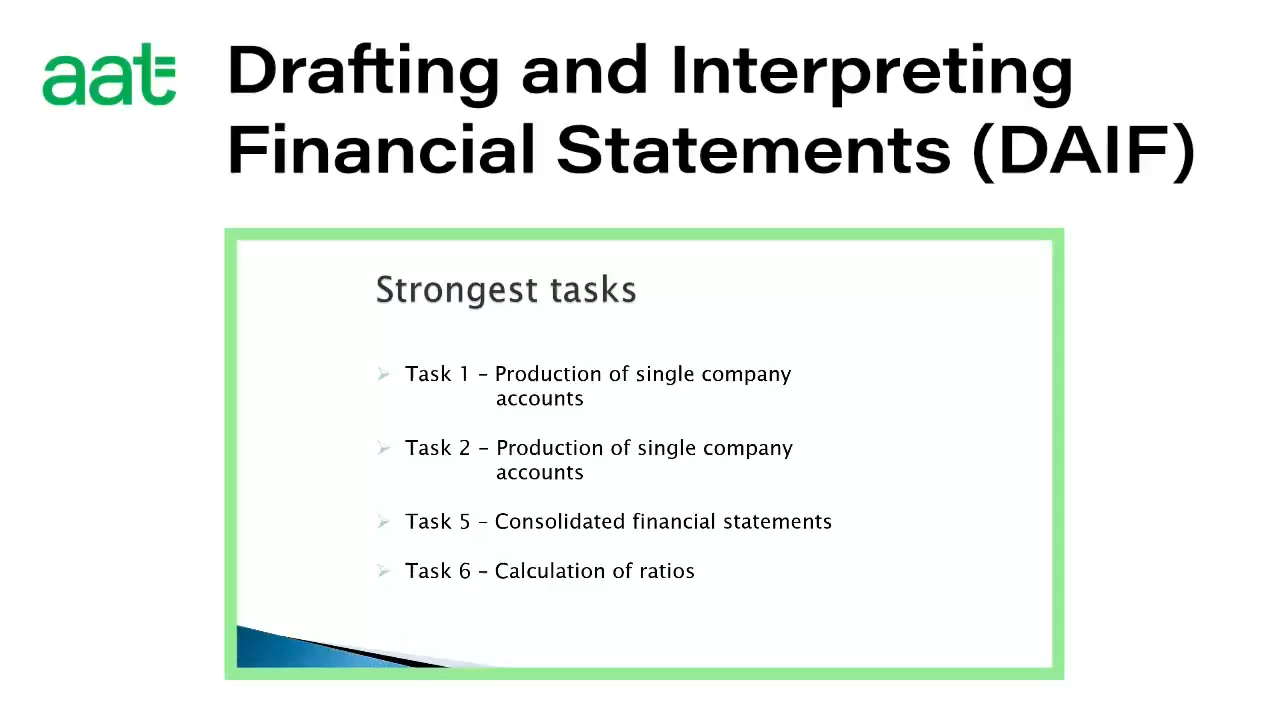 aat
Drafting and Interpreting
Financial Statements (DAIF)
Strongest tasks
Task 1 – Production of single company
accounts
Task 2 – Production of single company
accounts
Task 5 – Consolidated financial statements
Task 6 – Calculation of ratios